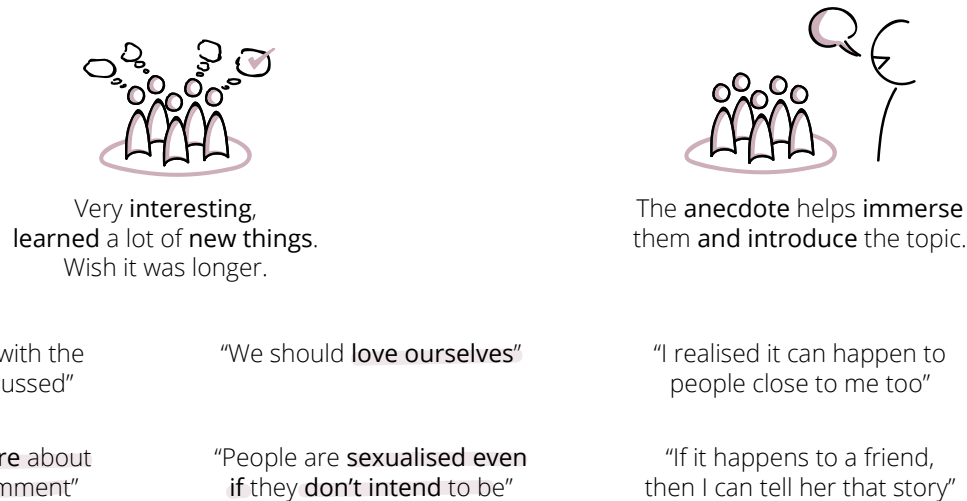 Very interesting,
learned a lot of new things.
Wish it was longer.
The anecdote helps immerse
them and introduce the topic.
with the
ussed”
“We should love ourselves”
“I realised it can happen to
people close to me too”
re about
mment”
“People are sexualised even
if they don’t intend to be”
“If it happens to a friend,
then I can tell her that story”